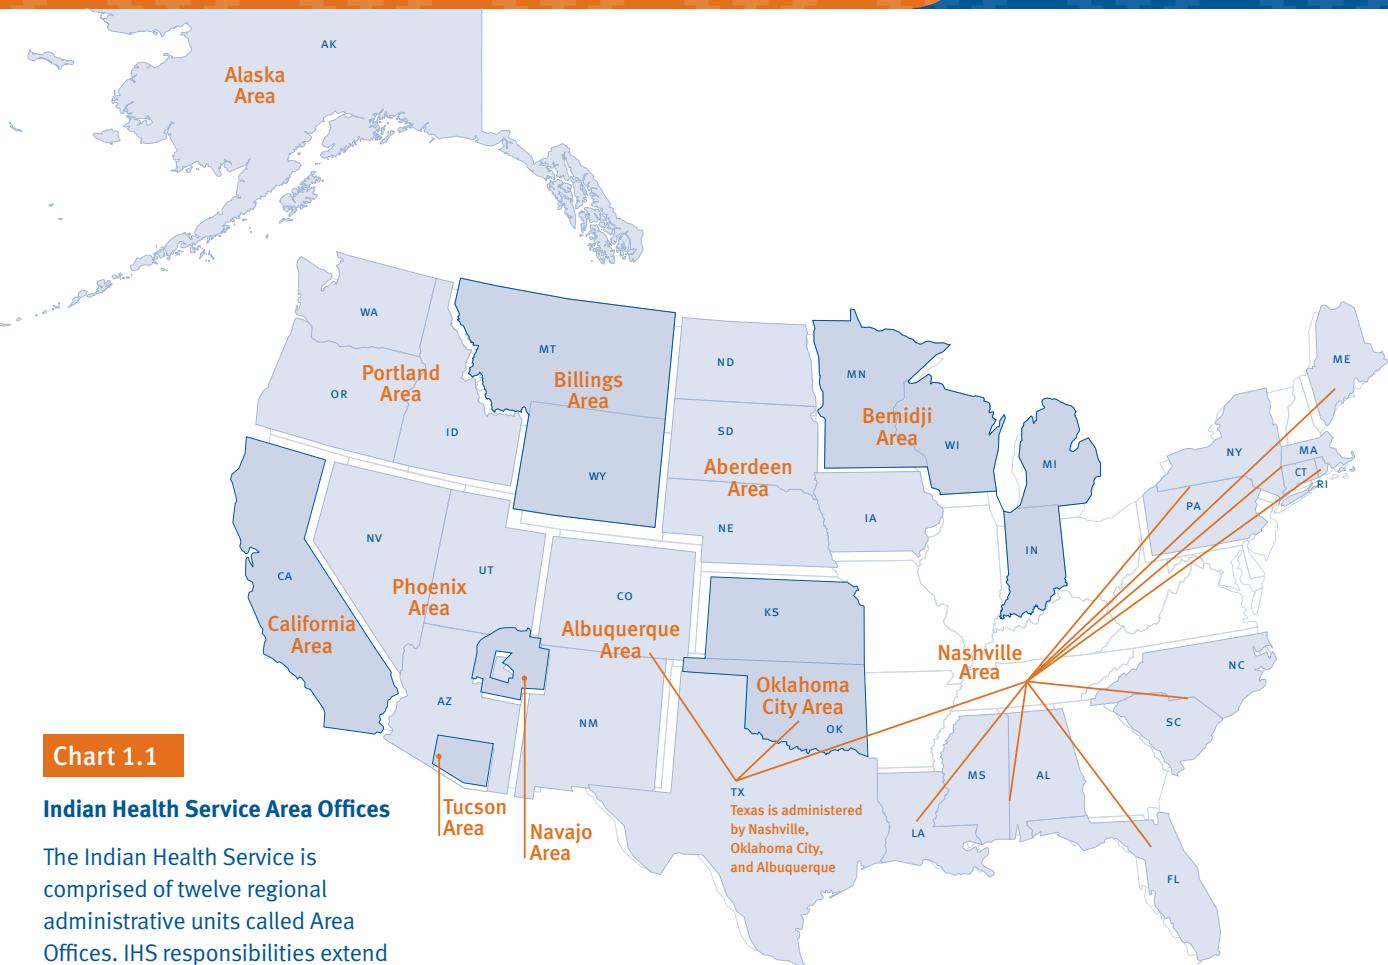 AK
Alaska
Area
WA
MT
ND
MN
ME
OR
Portland
Area
Billings
Area
Bemidji
Area
ID
SD
WI
NY
MA
MI
CT
RI
WY
Aberdeen
Area
PA
NE
IA
NV
IN
UT
CA
Phoenix
Area
CO
KS
California
Area
Albuquerque
Area
Nashville
Area
NC
AZ
NM
Oklahoma
City Area
OK
SC
MS
AL
TX
Texas is administered
by Nashville,
Oklahoma City,
and Albuquerque
LA
FL
Tucson
Area
Navajo
Area
Chart 1.1
Indian Health Service Area Offices
The Indian Health Service is
comprised of twelve regional
administrative units called Area
Offices. IHS responsibilities extend